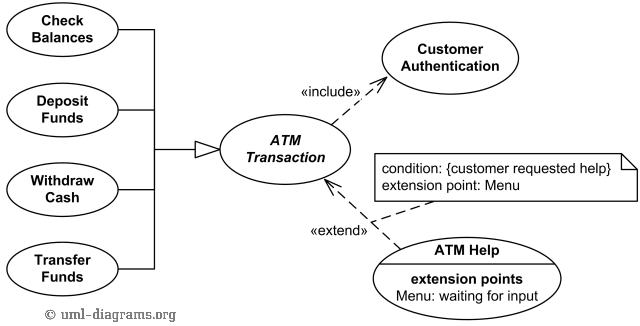 Check
Balances
Deposit
Funds
Withdraw
Cash
Transfer
Funds
ATM
Transaction
«include»
Customer
Authentication
condition: {customer requested help}
extension point: Menu
«extend»
ATM Help
extension points
Menu: waiting for input
© uml-diagrams.org